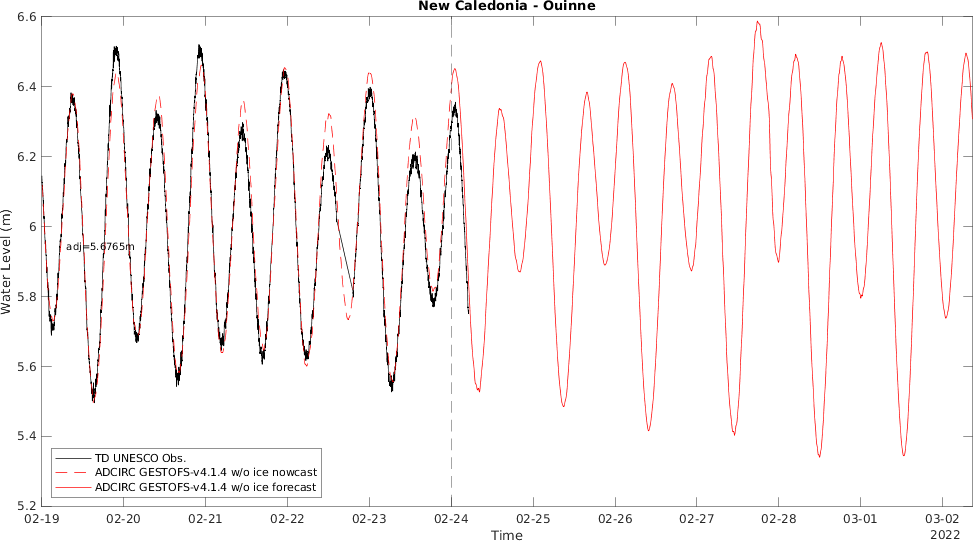 New Caledonia - Ouinne
6.6
6.4
6.2
6
5.8
5.6
5.4
5.2
Water Level (m)
adj=5.6765m
TD UNESCO Obs.
ADCIRC GESTOFS-v4.1.4 w/o ice nowcast
ADCIRC GESTOFS-v4.1.4 w/o ice forecast
02-19 02-20 02-21 02-22 02-23 02-24 02-25 02-26 02-27 02-28 03-01 03-02
2022
Time